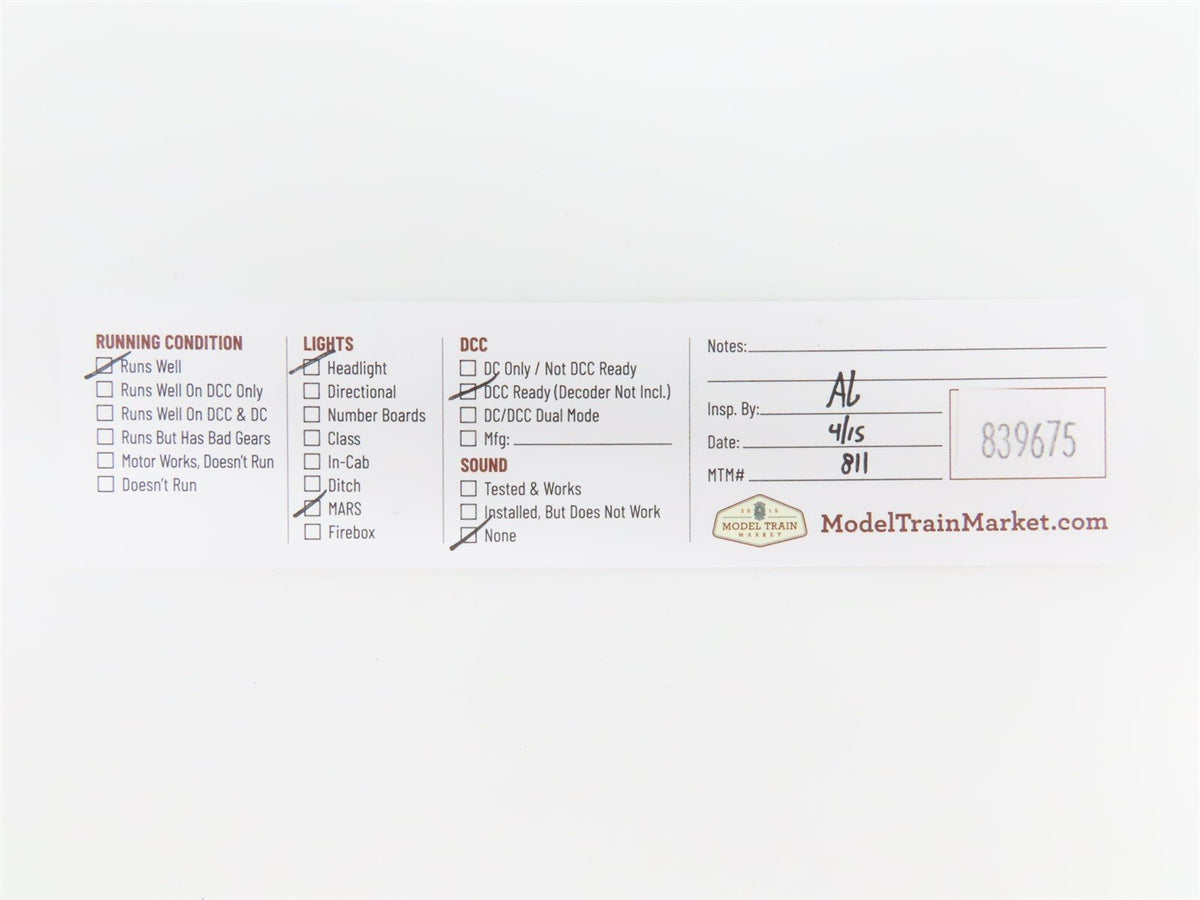 RUNNING CONDITION
Runs Well
Runs Well On DCC Only
Runs Well On DCC & DC
Runs But Has Bad Gears
Motor Works, Doesn't Run
Doesn't Run
LIGHTS
Headlight
Directional
Number Boards
Class
In-Cab
Ditch
MARS
Firebox
DCC
DC Only / Not DCC Ready
DCC Ready (Decoder Not Incl.)
DC/DCC Dual Mode
Mfg:
SOUND
Tested & Works
Installed, But Does Not Work
None
Notes:
Insp. By: AL
Date: 4/15
MTM# 811
839675
2015
MODEL TRAIN
MARKET
ModelTrainMarket.com